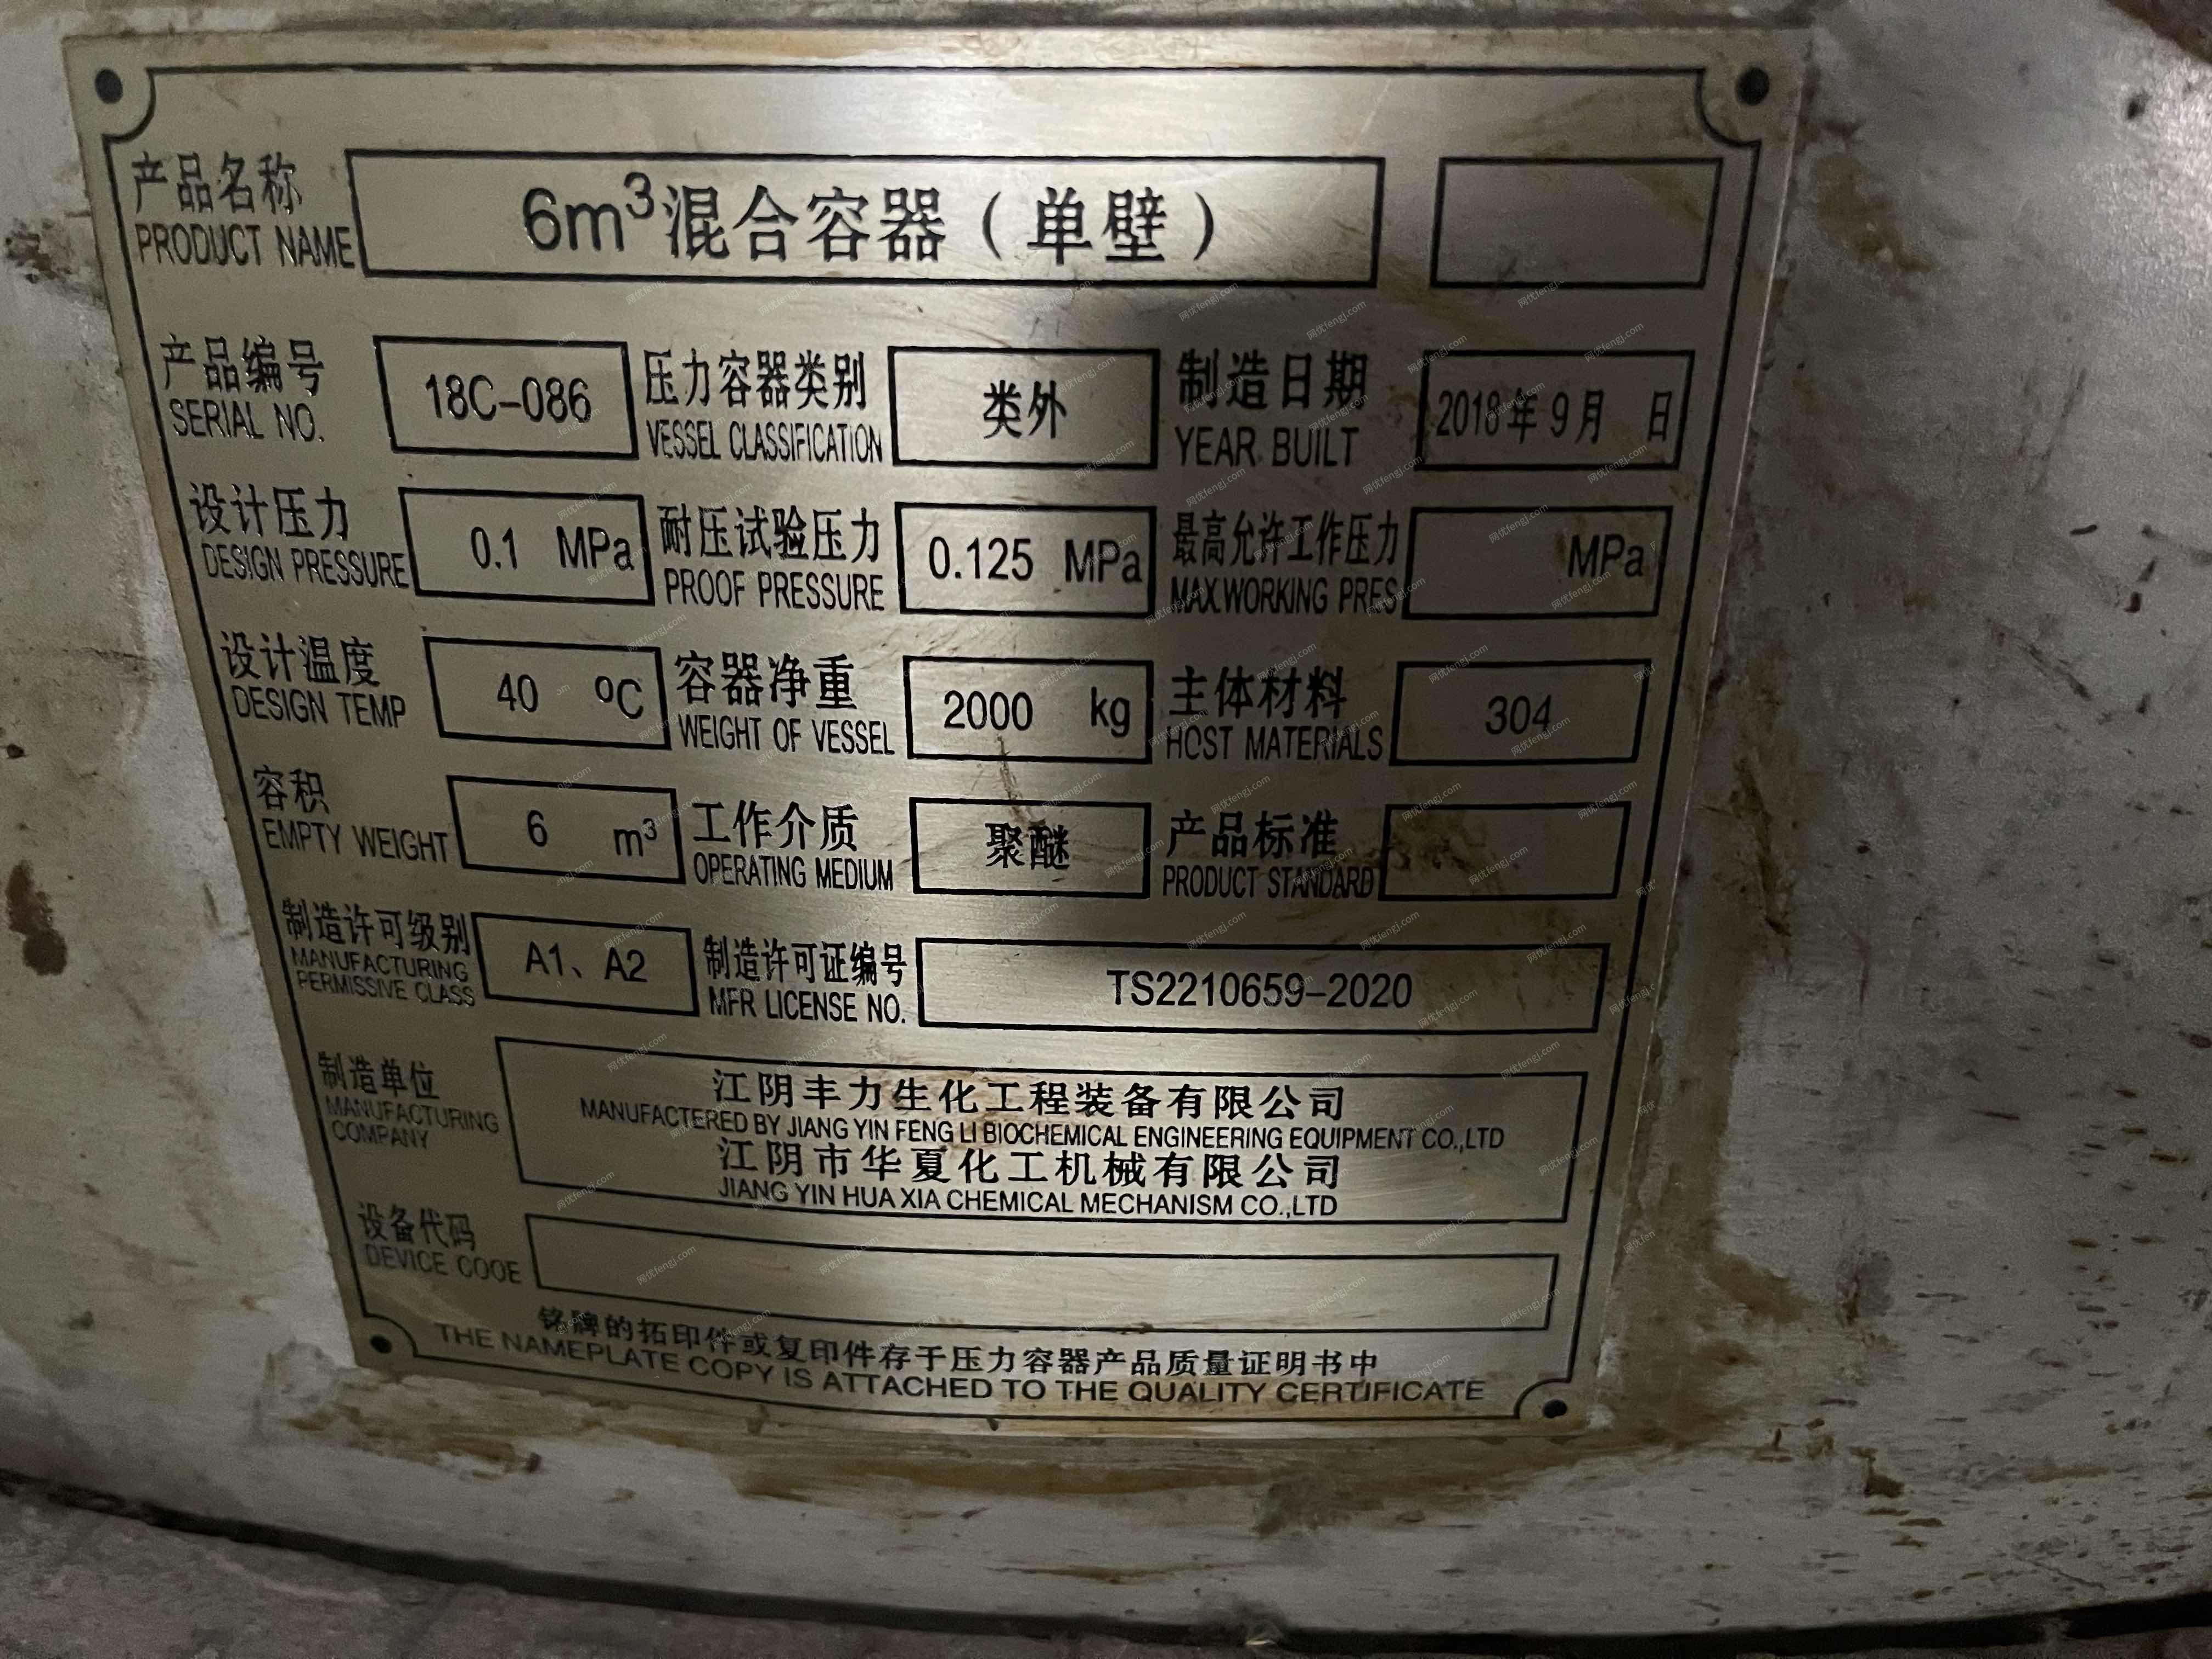 产品名称
PRODUCT NAME
6m³混合容器（单壁）
产品编号
SERIAL NO.
18C-086
压力容器类别
VESSEL CLASSIFICATION
类外
制造日期
YEAR BUILT
2018年 9月 日
设计压力
DESIGN PRESSURE
0.1 MPa
耐压试验压力
PROOF PRESSURE
0.125 MPa
最高允许工作压力
MAX.WORKING PRES
MPa
设计温度
DESIGN TEMP
40 ℃
容器净重
WEIGHT OF VESSEL
2000 kg
主体材料
HOST MATERIALS
304
容积
EMPTY WEIGHT
6 m³
工作介质
OPERATING MEDIUM
聚醚
产品标准
PRODUCT STANDARD
制造许可级别
MANUFACTURING
PERMISSIVE CLASS
A1、A2
制造许可证编号
MFR LICENSE NO.
TS2210659-2020
制造单位
MANUFACTURING
COMPANY
江阴丰力生化工程装备有限公司
MANUFACTERED BY JIANG YIN FENG LI BIOCHEMICAL ENGINEERING EQUIPMENT CO.,LTD
江阴市华夏化工机械有限公司
JIANG YIN HUA XIA CHEMICAL MECHANISM CO.,LTD
设备代码
DEVICE COOE
铭牌的拓印件或复印件存于压力容器产品质量证明书中
THE NAMEPLATE COPY IS ATTACHED TO THE QUALITY CERTIFICATE
网优fengj.com